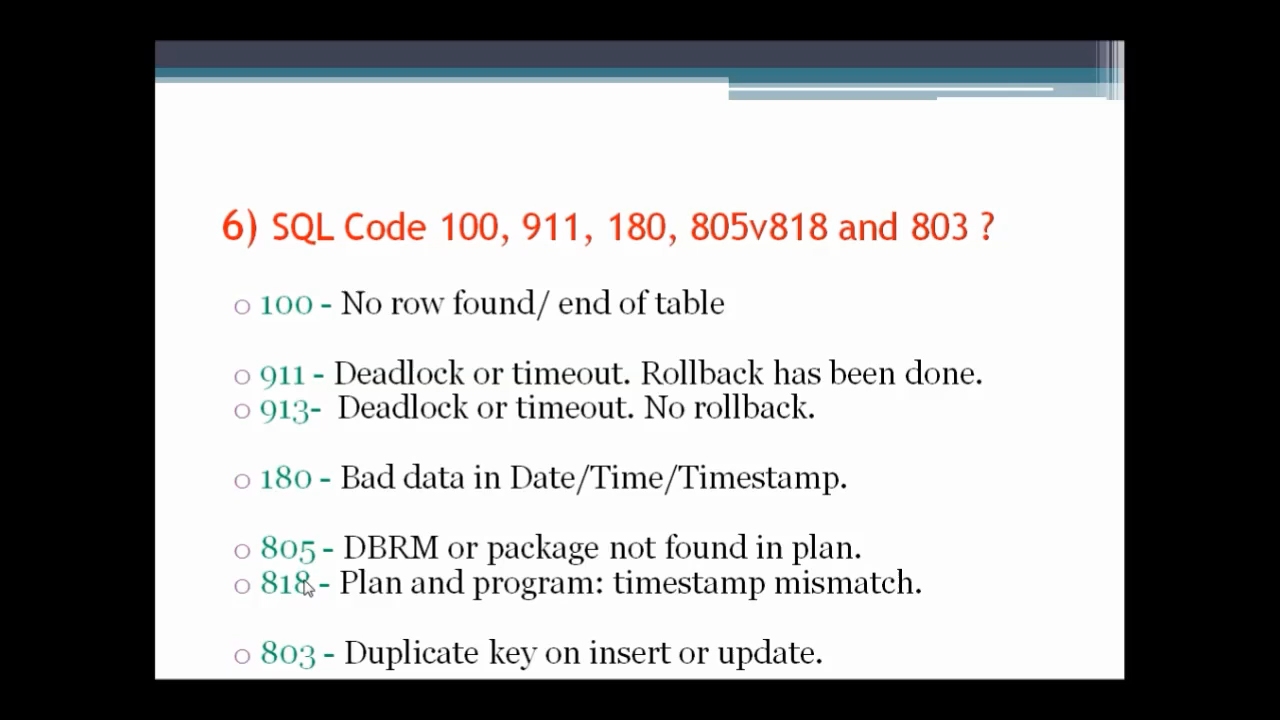 6) SQL Code 100, 911, 180, 805v818 and 803 ?
100 - No row found/ end of table
911 - Deadlock or timeout. Rollback has been done.
913- Deadlock or timeout. No rollback.
180 - Bad data in Date/Time/Timestamp.
805 - DBRM or package not found in plan.
818 - Plan and program: timestamp mismatch.
803 - Duplicate key on insert or update.